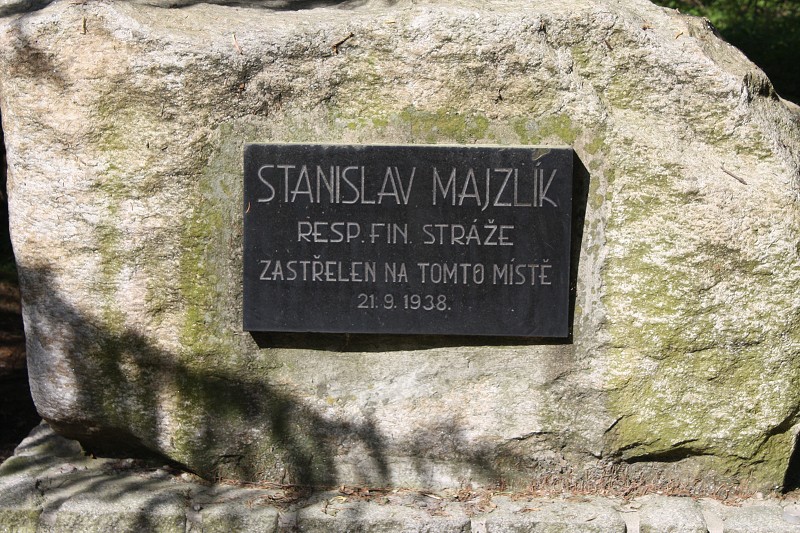 STANISLAV MAJZLÍK
RESP. FIN. STRÁŽE
ZASTŘELEN NA TOMTO MÍSTĚ
21. 9. 1938.